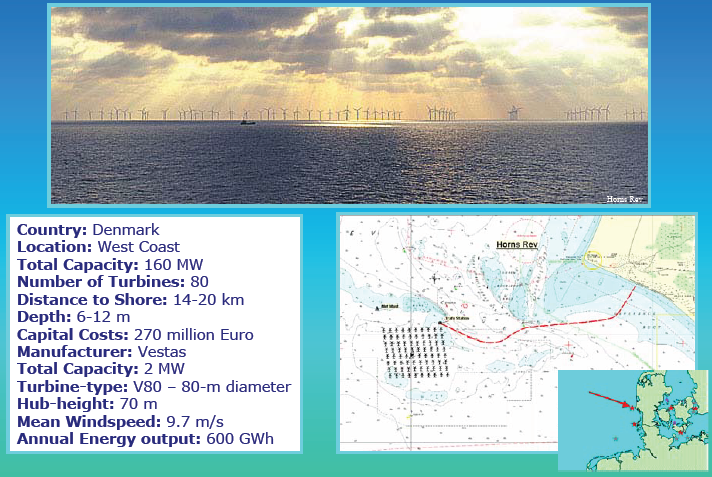 Horns Rev
Country: Denmark
Location: West Coast
Total Capacity: 160 MW
Number of Turbines: 80
Distance to Shore: 14-20 km
Depth: 6-12 m
Capital Costs: 270 million Euro
Manufacturer: Vestas
Total Capacity: 2 MW
Turbine-type: V80 – 80-m diameter
Hub-height: 70 m
Mean Windspeed: 9.7 m/s
Annual Energy output: 600 GWh
Horns Rev